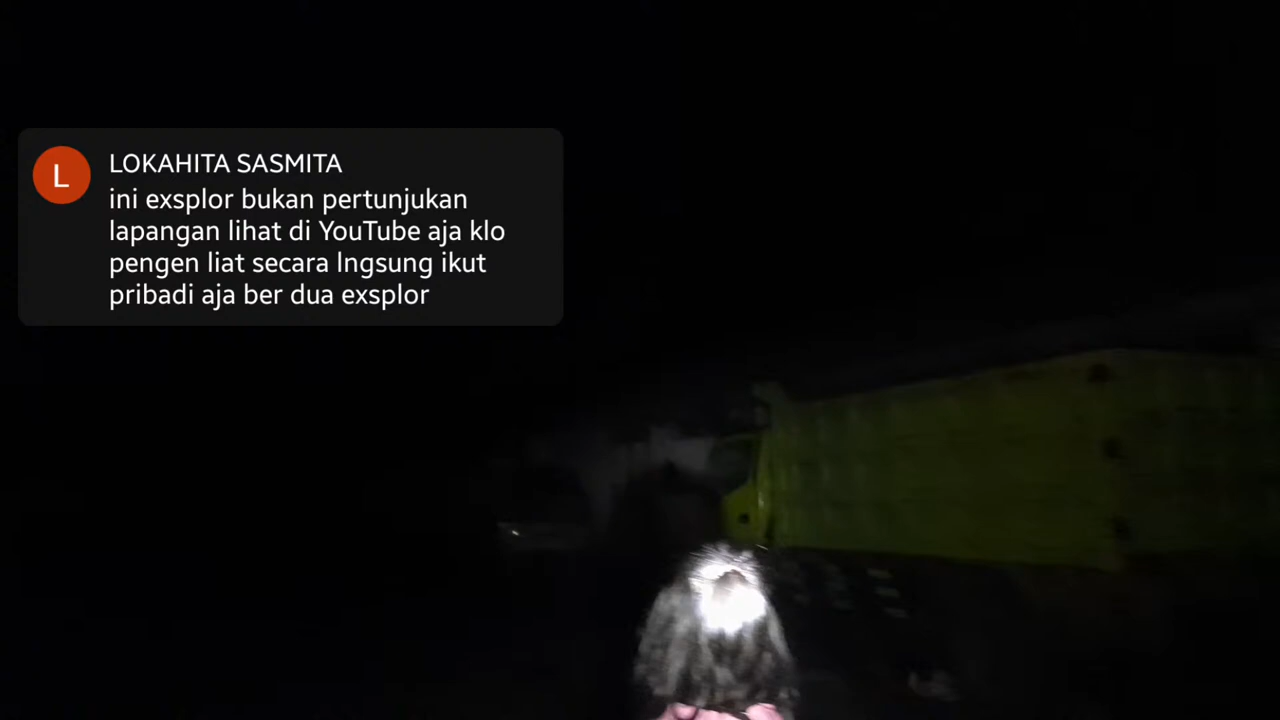 L
LOKAHITA SASMITA
ini exsplor bukan pertunjukan
lapangan lihat di YouTube aja klo
pengen liat secara lngsung ikut
pribadi aja ber dua exsplor